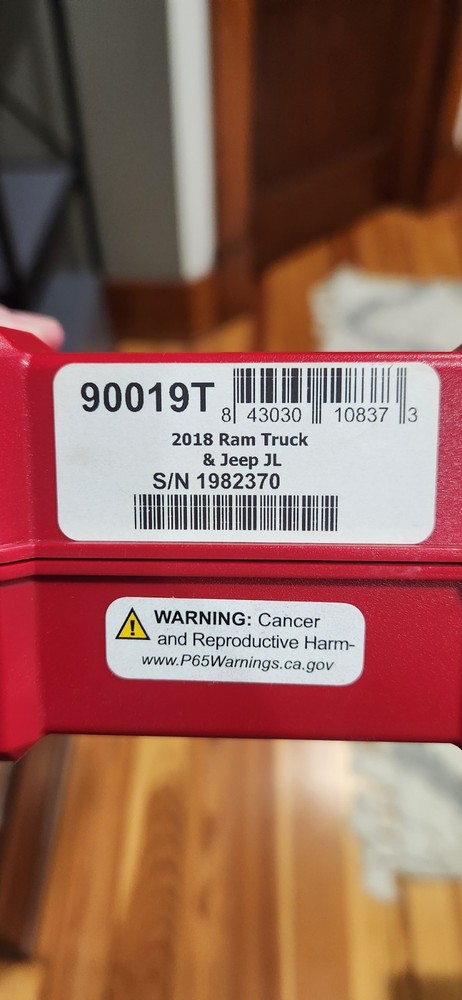 90019T
8 43030 10837 3
2018 Ram Truck
& Jeep JL
S/N 1982370
WARNING: Cancer
and Reproductive Harm-
www.P65Warnings.ca.gov